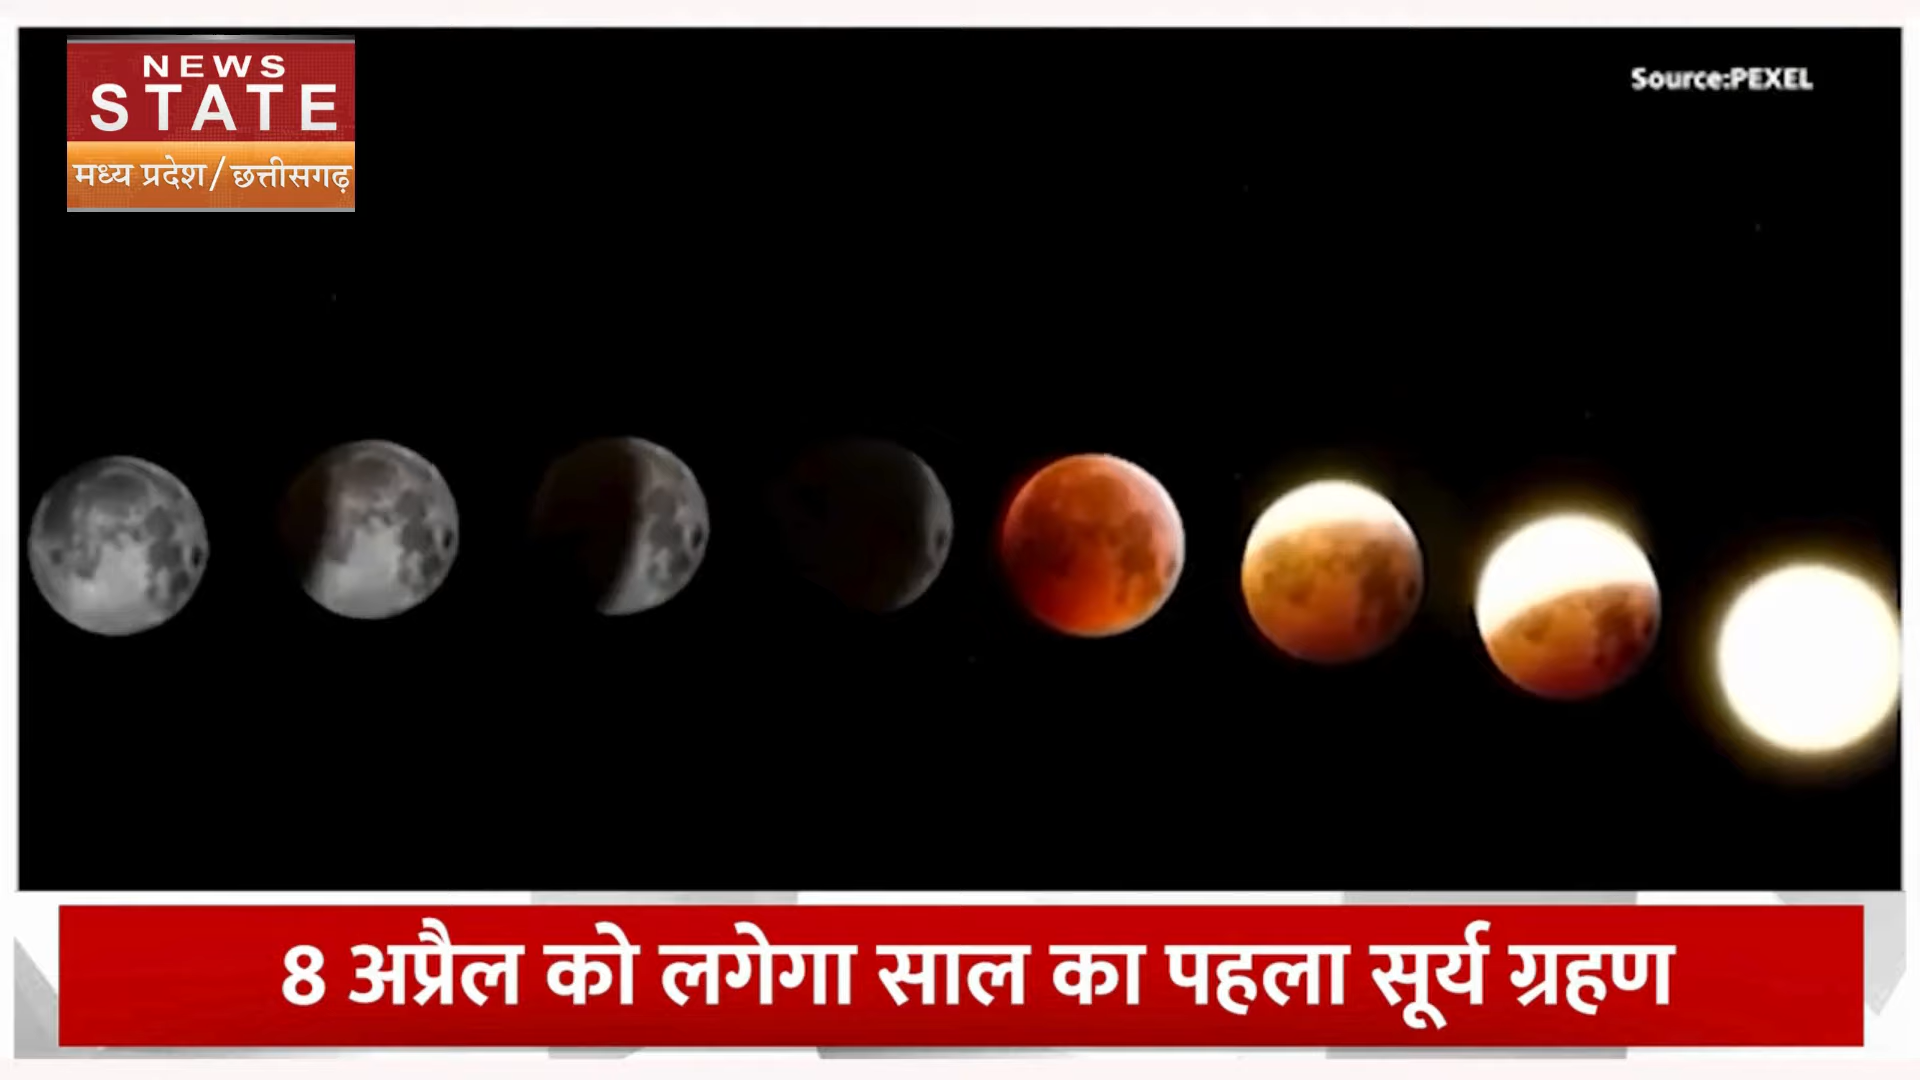 NEWS
STATE
मध्य प्रदेश/छत्तीसगढ़
Source:PEXEL
8 अप्रैल को लगेगा साल का पहला सूर्य ग्रहण